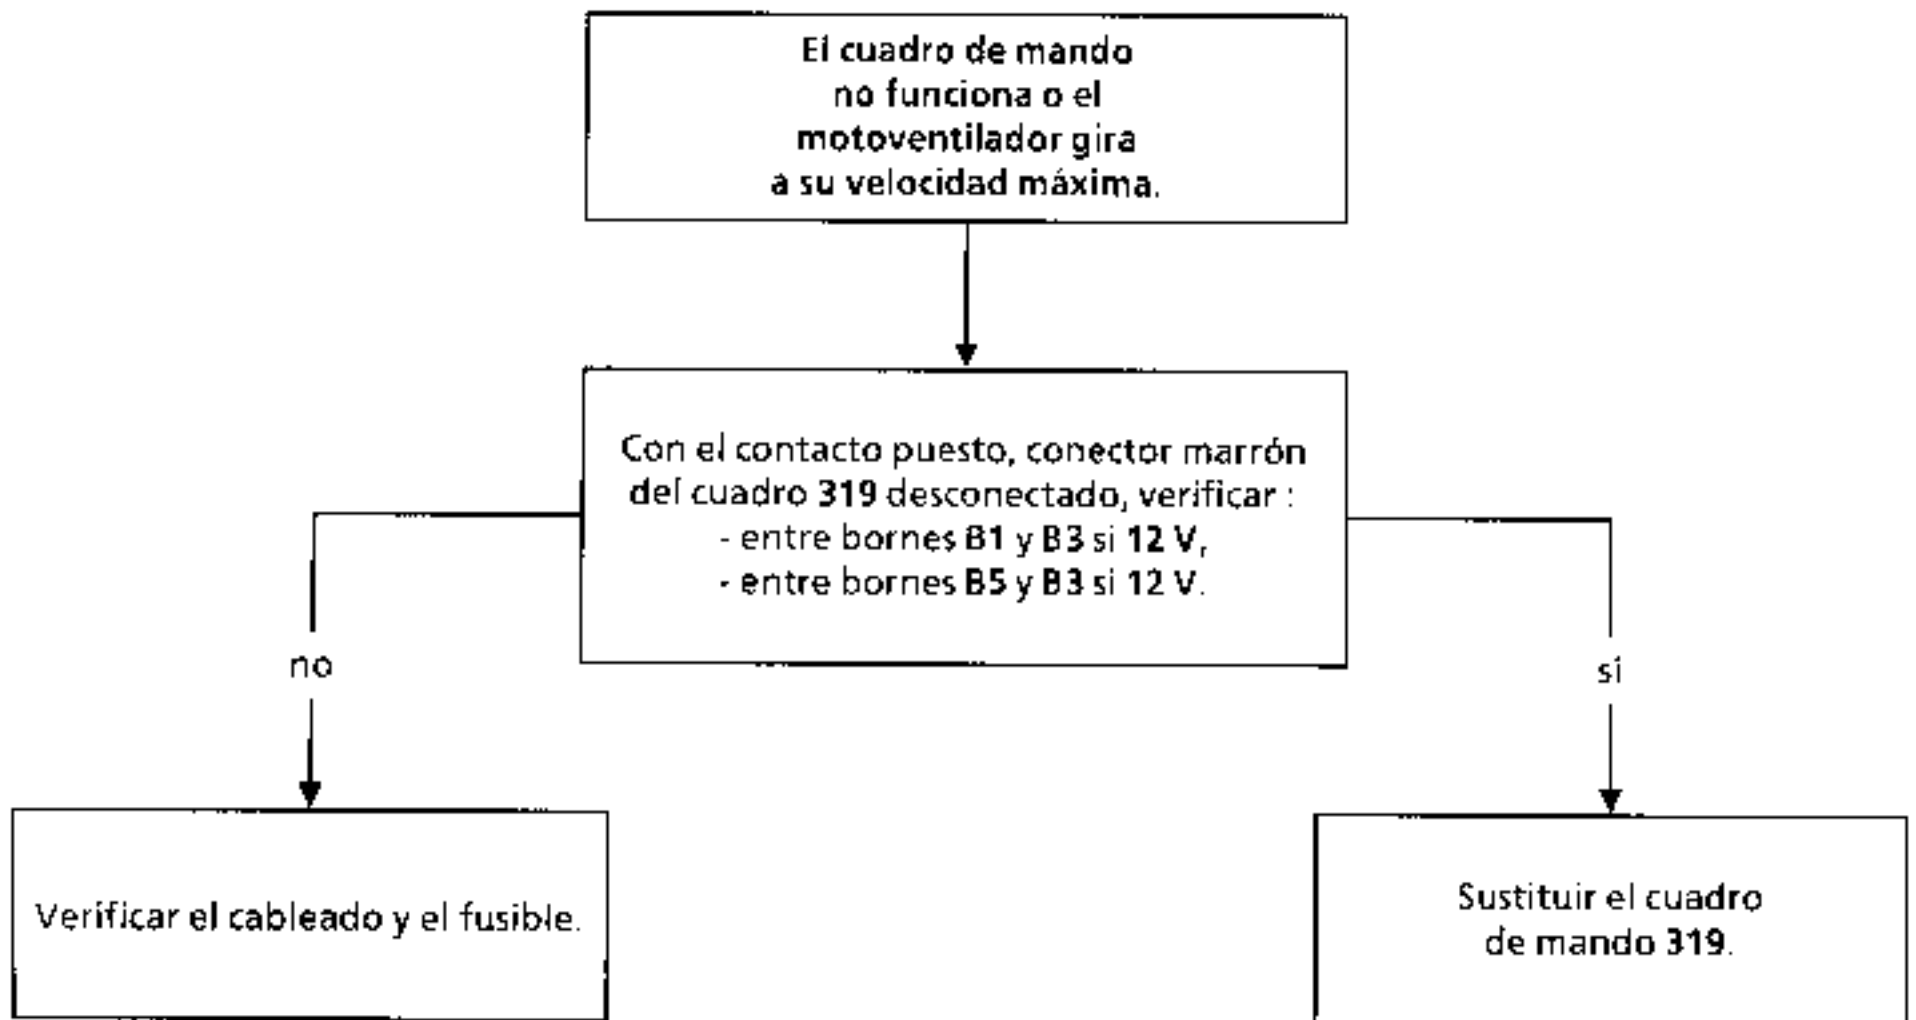 El cuadro de mando
no funciona o el
motoventilador gira
a su velocidad máxima.
Con el contacto puesto, conector marrón
del cuadro 319 desconectado, verificar :
- entre bornes B1 y B3 si 12 V,
- entre bornes B5 y B3 si 12 V.
no
si
Verificar el cableado y el fusible.
Sustituir el cuadro
de mando 319.